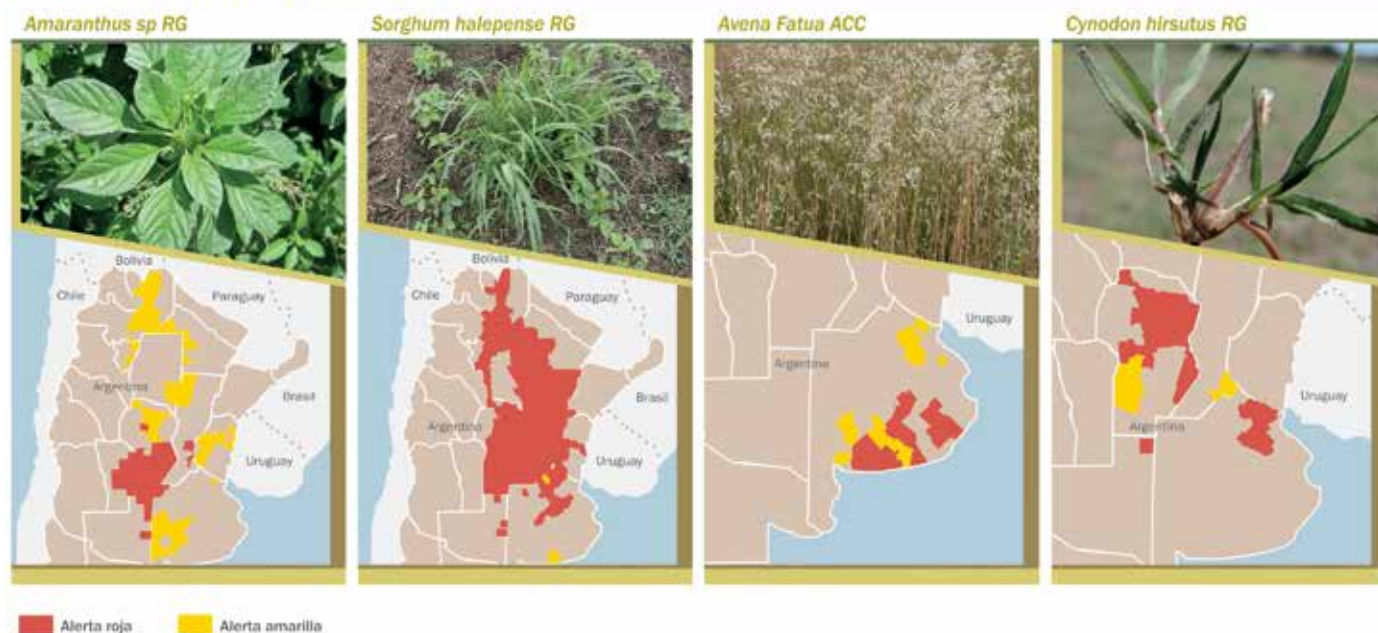 Amaranthus sp RG
Sorghum halepense RG
Avena Fatua ACC
Cynodon hirsutus RG
Bolivia
Chile
Paraguay
Argentina
Brasil
Uruguay
Bolivia
Chile
Paraguay
Argentina
Brasil
Uruguay
Uruguay
Argentina
Uruguay
Argentina
Alerta roja
Alerta amarilla